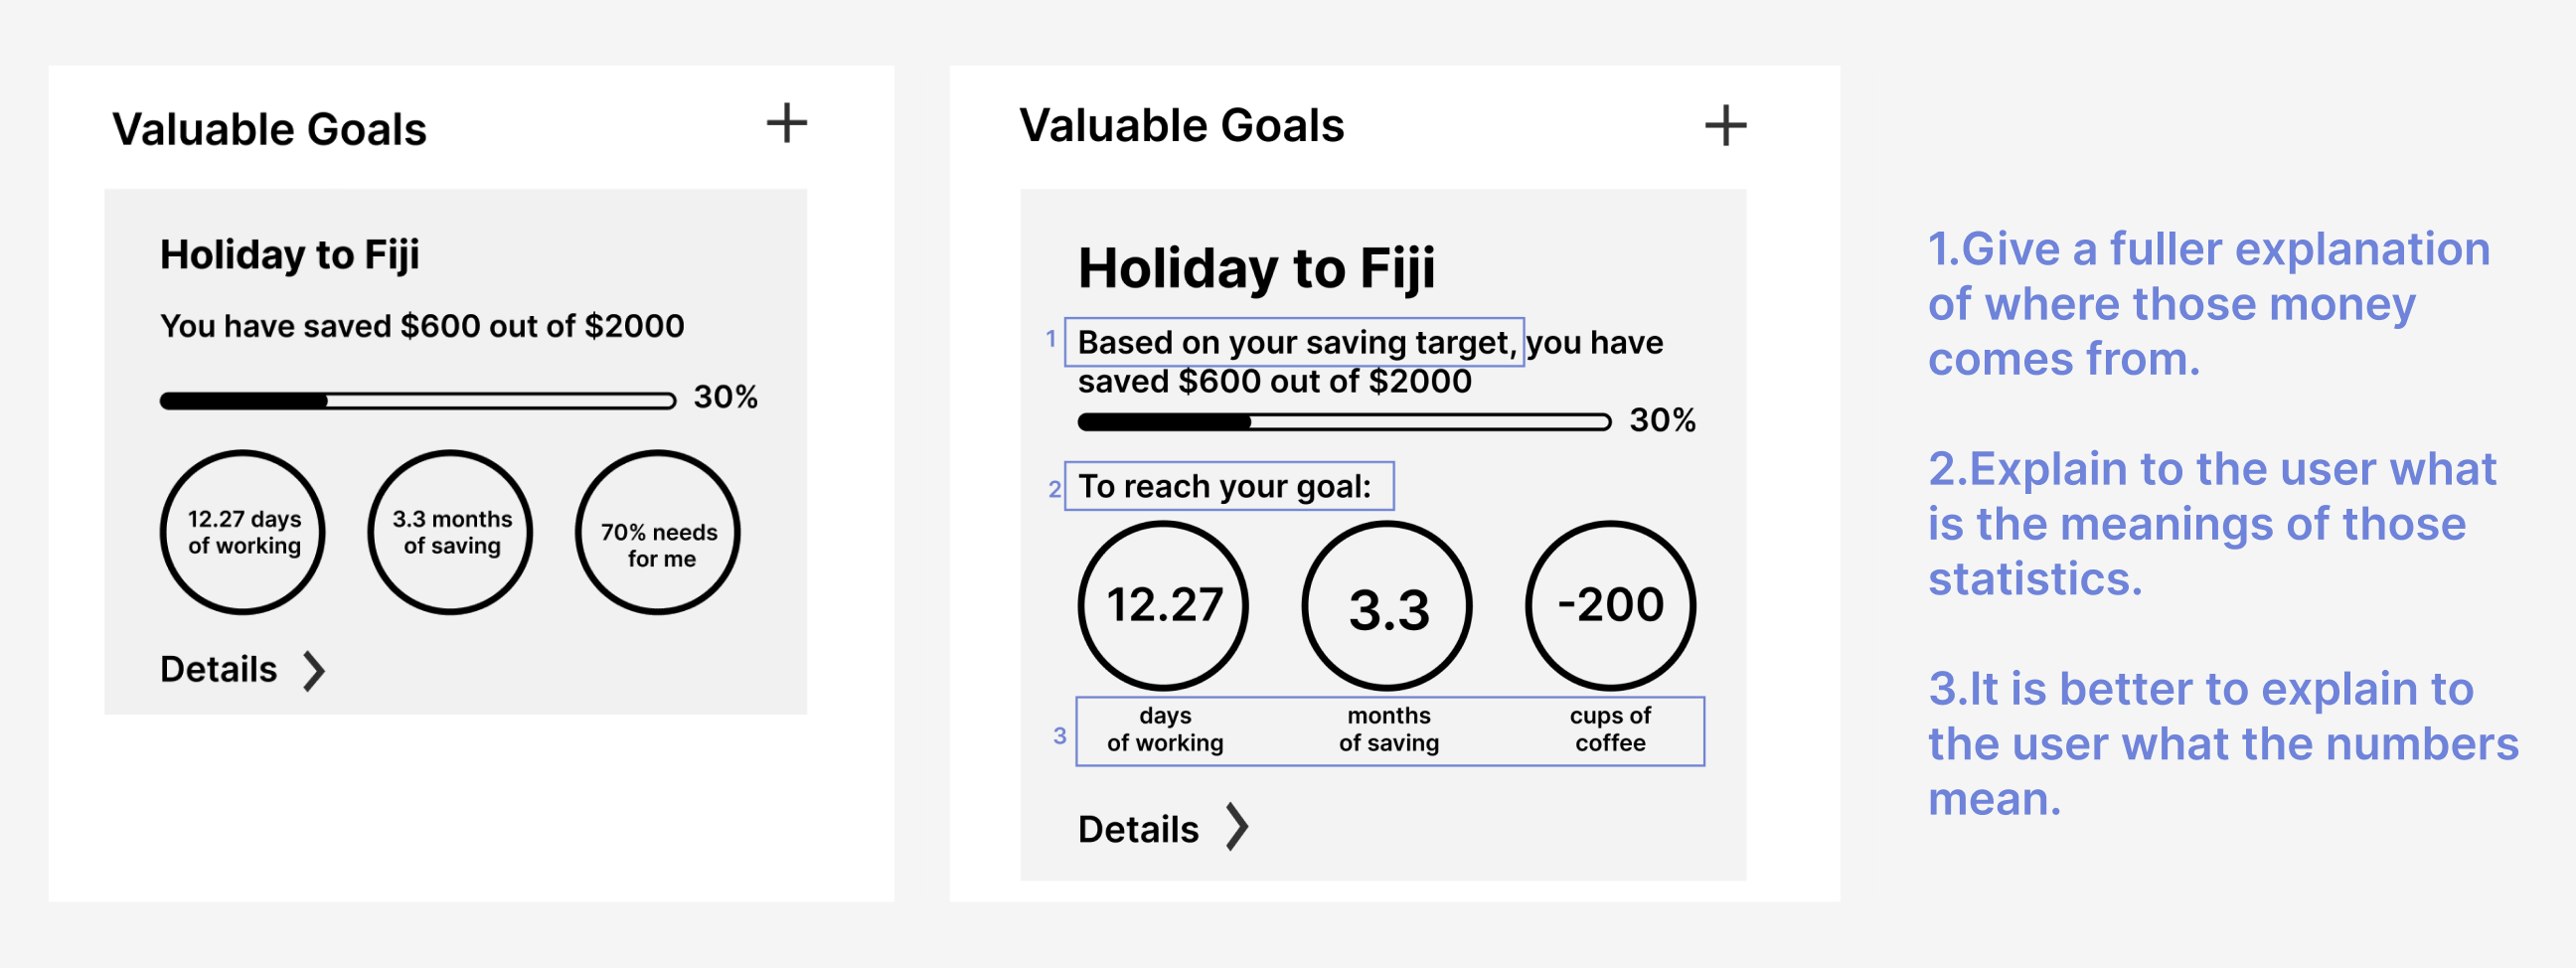 Valuable Goals
Holiday to Fiji
You have saved $600 out of $2000
30%
12.27 days
of working
3.3 months
of saving
70% needs
for me
Details
Valuable Goals
Holiday to Fiji
1
Based on your saving target, you have
saved $600 out of $2000
30%
2
To reach your goal:
12.27
3.3
-200
3
days
of working
months
of saving
cups of
coffee
Details
1.Give a fuller explanation
of where those money
comes from.
2.Explain to the user what
is the meanings of those
statistics.
3.It is better to explain to
the user what the numbers
mean.